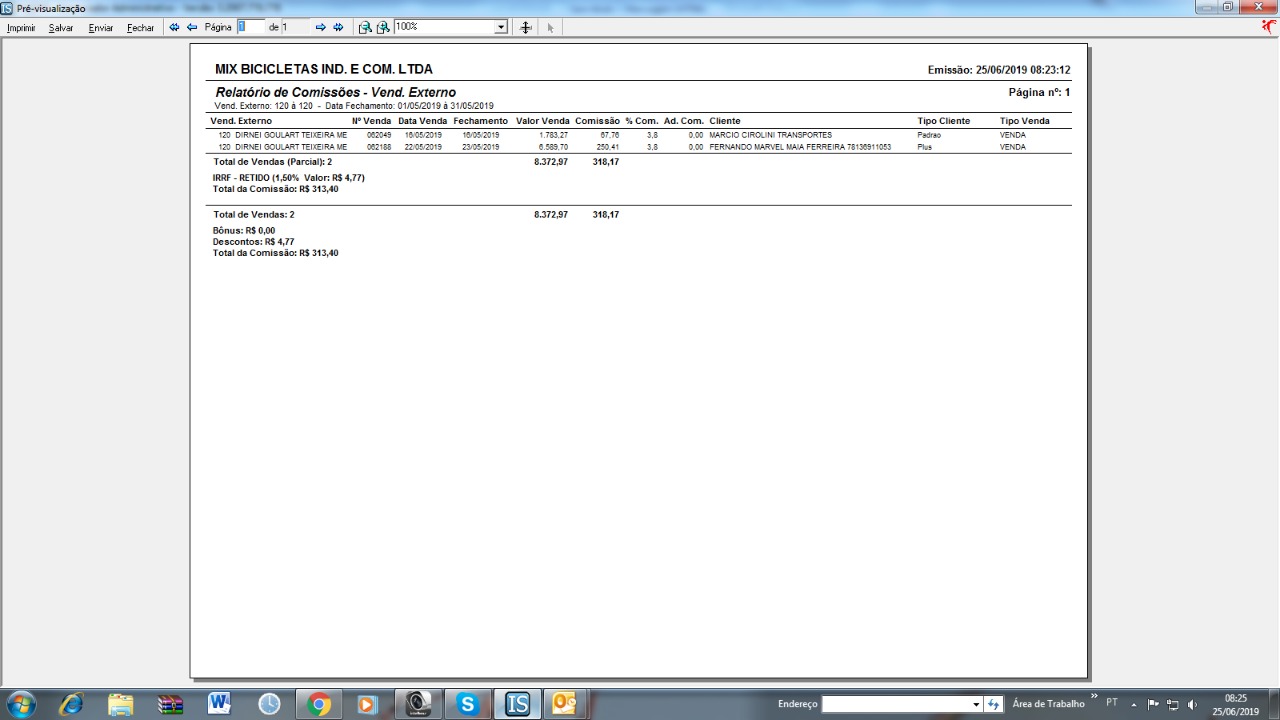 Pré-visualização
Imprimir Salvar Enviar Fechar Página 1 de 1 100%
MIX BICICLETAS IND. E COM. LTDA Emissão: 25/06/2019 08:23:12
Relatório de Comissões - Vend. Externo Página nº: 1
Vend. Externo: 120 à 120 - Data Fechamento: 01/05/2019 à 31/05/2019
Vend. Externo Nº Venda Data Venda Fechamento Valor Venda Comissão % Com. Ad. Com. Cliente Tipo Cliente Tipo Venda
120 DIRNEI GOULART TEIXEIRA ME 062049 16/05/2019 16/05/2019 1.783,27 67,76 3,8 0,00 MARCIO CIROLINI TRANSPORTES Padrao VENDA
120 DIRNEI GOULART TEIXEIRA ME 062188 22/05/2019 23/05/2019 6.589,70 250,41 3,8 0,00 FERNANDO MARVEL MAIA FERREIRA 78136911053 Plus VENDA
Total de Vendas (Parcial): 2 8.372,97 318,17
IRRF - RETIDO (1,50% Valor: R$ 4,77)
Total da Comissão: R$ 313,40
Total de Vendas: 2 8.372,97 318,17
Bônus: R$ 0,00
Descontos: R$ 4,77
Total da Comissão: R$ 313,40
Endereço Área de Trabalho PT 08:25
25/06/2019